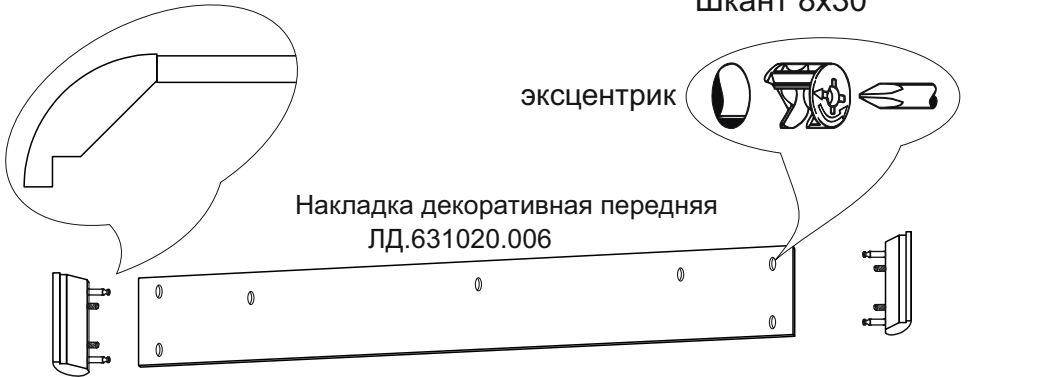 Шкант 8х30
эксцентрик
Накладка декоративная передняя
ЛД.631020.006